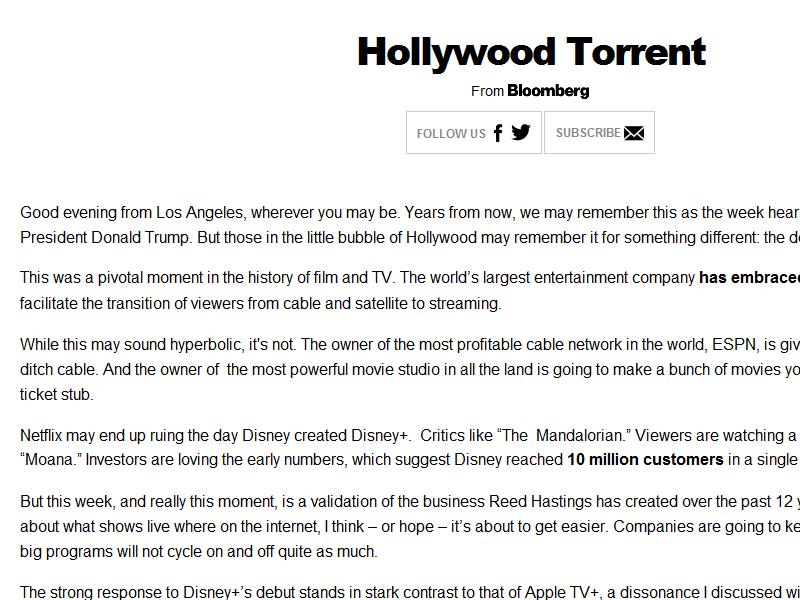 Hollywood Torrent
From Bloomberg
FOLLOW US
SUBSCRIBE
Good evening from Los Angeles, wherever you may be. Years from now, we may remember this as the week hear
President Donald Trump. But those in the little bubble of Hollywood may remember it for something different: the d
This was a pivotal moment in the history of film and TV. The world’s largest entertainment company has embraced
facilitate the transition of viewers from cable and satellite to streaming.
While this may sound hyperbolic, it's not. The owner of the most profitable cable network in the world, ESPN, is giv
ditch cable. And the owner of  the most powerful movie studio in all the land is going to make a bunch of movies yo
ticket stub.
Netflix may end up ruing the day Disney created Disney+.  Critics like “The  Mandalorian.” Viewers are watching a
“Moana.” Investors are loving the early numbers, which suggest Disney reached 10 million customers in a single
But this week, and really this moment, is a validation of the business Reed Hastings has created over the past 12 y
about what shows live where on the internet, I think – or hope – it’s about to get easier. Companies are going to ke
big programs will not cycle on and off quite as much.
The strong response to Disney+’s debut stands in stark contrast to that of Apple TV+, a dissonance I discussed wi